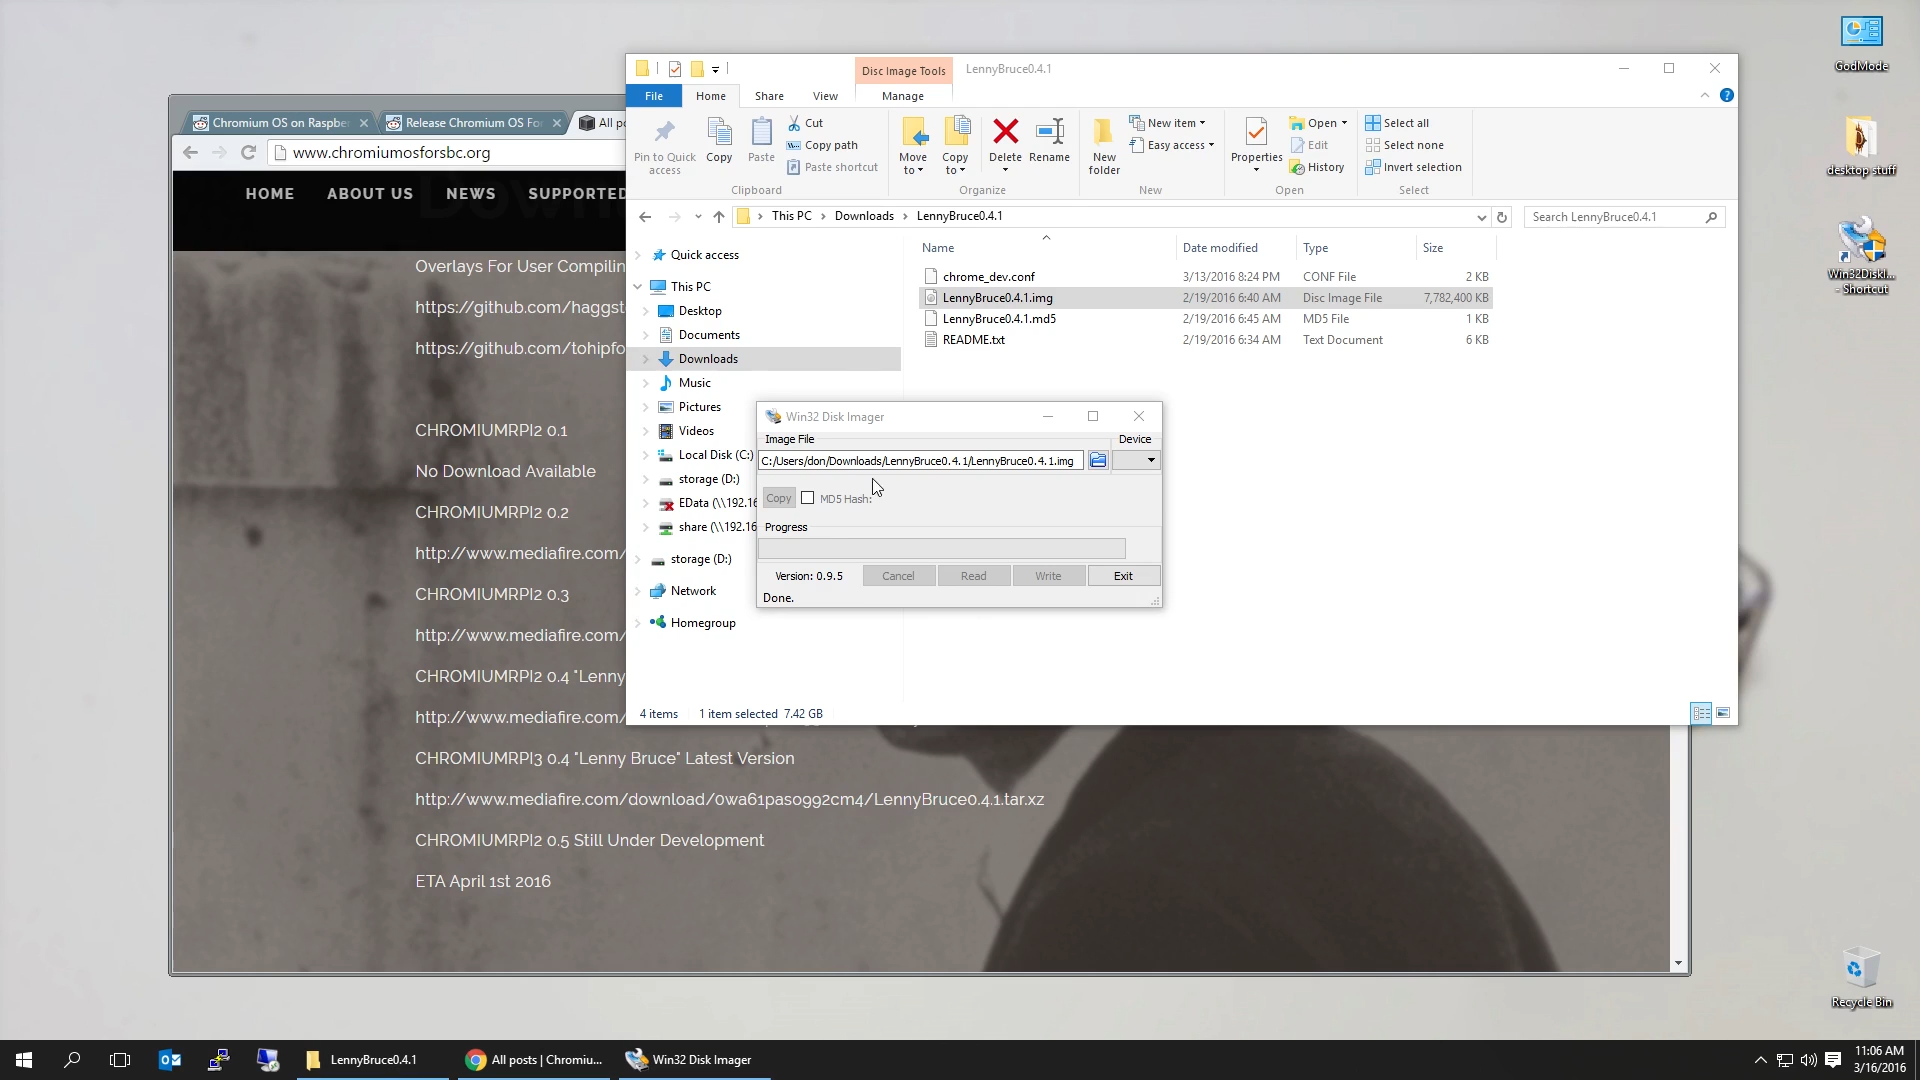 GodMode
desktop stuff
Win32DiskI...
- Shortcut
Recycle Bin
Chromium OS on Raspber
Release Chromium OS For
All po
www.chromiumosforsbc.org
HOME
ABOUT US
NEWS
SUPPORTED
Overlays For User Compilin
https://github.com/haggst
https://github.com/tohipfo
CHROMIUMRPI2 0.1
No Download Available
CHROMIUMRPI2 0.2
http://www.mediafire.com/
CHROMIUMRPI2 0.3
http://www.mediafire.com/
CHROMIUMRPI2 0.4 "Lenny
http://www.mediafire.com/
CHROMIUMRPI3 0.4 "Lenny Bruce" Latest Version
http://www.mediafire.com/download/0wa61paso992cm4/LennyBruce0.4.1.tar.xz
CHROMIUMRPI2 0.5 Still Under Development
ETA April 1st 2016
Disc Image Tools
LennyBruce0.4.1
File
Home
Share
View
Manage
Pin to Quick
access
Copy
Paste
Cut
Copy path
Paste shortcut
Clipboard
Move
to
Copy
to
Delete
Rename
Organize
New
folder
New item
Easy access
New
Properties
Open
Edit
History
Open
Select all
Select none
Invert selection
Select
This PC
Downloads
LennyBruce0.4.1
Search LennyBruce0.4.1
Quick access
This PC
Desktop
Documents
Downloads
Music
Pictures
Videos
Local Disk (C:)
storage (D:)
EData (\\192.16
share (\\192.16
storage (D:)
Network
Homegroup
Name Date modified Type Size
chrome_dev.conf 3/13/2016 8:24 PM CONF File 2 KB
LennyBruce0.4.1.img 2/19/2016 6:40 AM Disc Image File 7,782,400 KB
LennyBruce0.4.1.md5 2/19/2016 6:45 AM MD5 File 1 KB
README.txt 2/19/2016 6:34 AM Text Document 6 KB
4 items 1 item selected 7.42 GB
Win32 Disk Imager
Image File
Device
C:/Users/don/Downloads/LennyBruce0.4.1/LennyBruce0.4.1.img
Copy
MD5 Hash:
Progress
Version: 0.9.5
Cancel
Read
Write
Exit
Done.
LennyBruce0.4.1
All posts | Chromiu...
Win32 Disk Imager
11:06 AM
3/16/2016